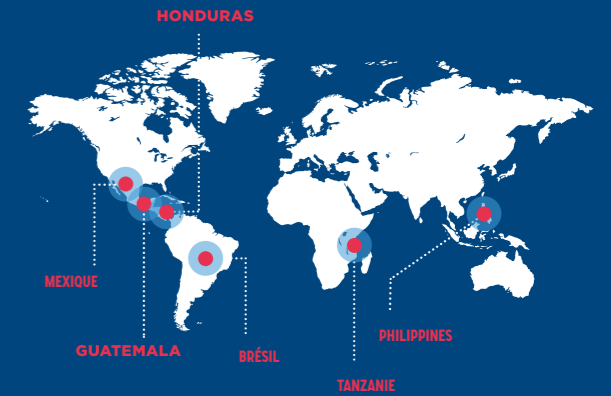 HONDURAS
MEXIQUE
GUATEMALA
BRÉSIL
PHILIPPINES
TANZANIE